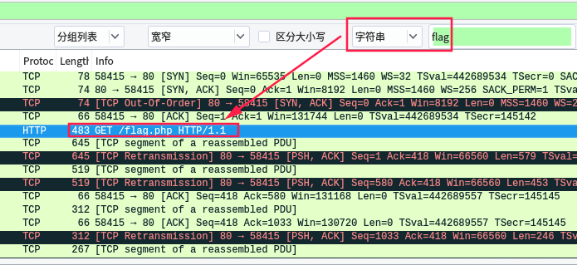 分组列表 宽窄 区分大小写 字符串 flag
Protoc Length Info
TCP 78 58415 → 80 [SYN] Seq=0 Win=65535 Len=0 MSS=1460 WS=32 TSval=442689534 TSecr=0 SAC
TCP 74 80 → 58415 [SYN, ACK] Seq=0 Ack=1 Win=8192 Len=0 MSS=1460 WS=256 SACK_PERM=1 TSva
TCP 74 [TCP Out-Of-Order] 80 → 58415 [SYN, ACK] Seq=0 Ack=1 Win=8192 Len=0 MSS=1460 WS=2
TCP 66 58415 → 80 [ACK] Seq=1 Ack=1 Win=131744 Len=0 TSval=442689534 TSecr=145142
HTTP 483 GET /flag.php HTTP/1.1
TCP 645 [TCP segment of a reassembled PDU]
TCP 645 [TCP Retransmission] 80 → 58415 [PSH, ACK] Seq=1 Ack=418 Win=66560 Len=579 TSval=
TCP 519 [TCP segment of a reassembled PDU]
TCP 519 [TCP Retransmission] 80 → 58415 [PSH, ACK] Seq=580 Ack=418 Win=66560 Len=453 TSva
TCP 66 58415 → 80 [ACK] Seq=418 Ack=580 Win=131168 Len=0 TSval=442689557 TSecr=145145
TCP 312 [TCP segment of a reassembled PDU]
TCP 66 58415 → 80 [ACK] Seq=418 Ack=1033 Win=130720 Len=0 TSval=442689557 TSecr=145145
TCP 312 [TCP Retransmission] 80 → 58415 [PSH, ACK] Seq=1033 Ack=418 Win=66560 Len=246 TSv
TCP 267 [TCP segment of a reassembled PDU]